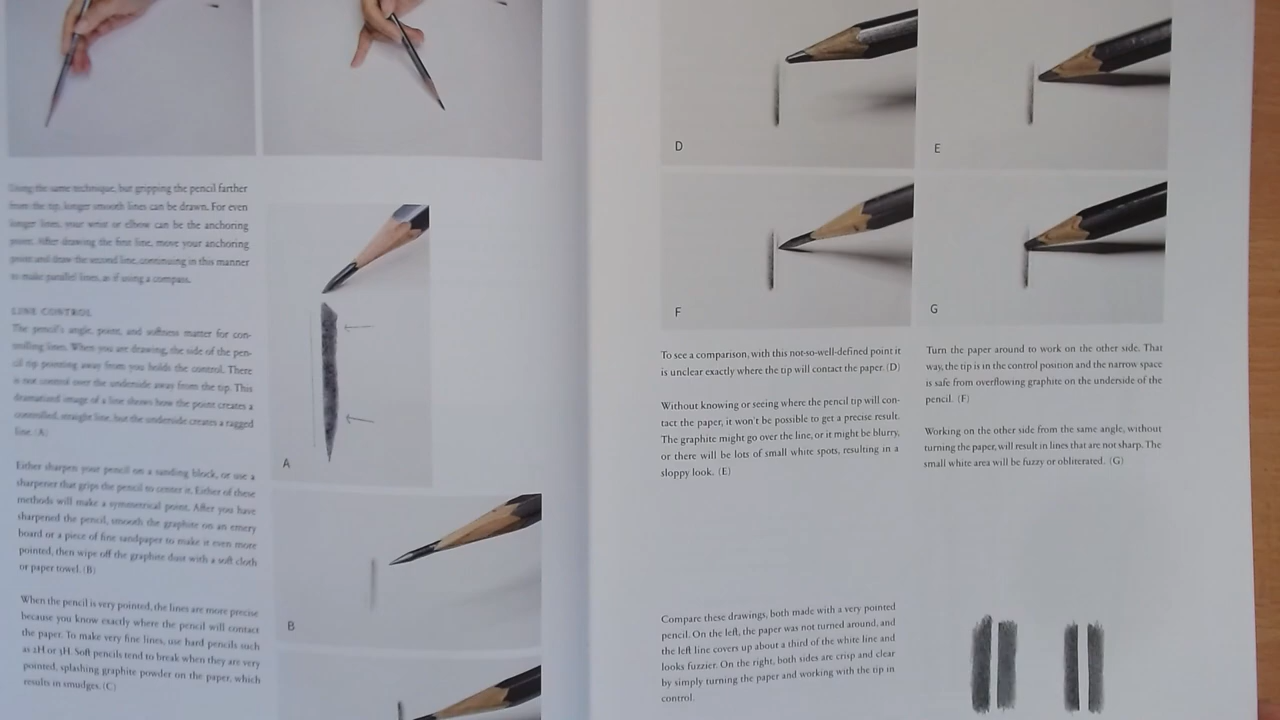 Using the same technique, but gripping the pencil farther
from the tip, longer smooth lines can be drawn. For even
longer lines, your wrist or elbow can be the anchoring
point. After drawing the first line, move your anchoring
point and draw the second line, continuing in this manner
to make parallel lines, as if using a compass.
LINE CONTROL
The pencil's angle, point, and softness matter for con-
trolling lines. When you are drawing, the side of the pen-
cil tip pointing away from you holds the control. There
is not control over the underside away from the tip. This
dramatized image of a line shows how the point creates a
controlled, straight line, but the underside creates a ragged
line. (A)
Either sharpen your pencil on a sanding block, or use a
sharpener that grips the pencil to center it. Either of these
methods will make a symmetrical point. After you have
sharpened the pencil, smooth the graphite on an emery
board or a piece of fine sandpaper to make it even more
pointed, then wipe off the graphite dust with a soft cloth
or paper towel. (B)
When the pencil is very pointed, the lines are more precise
because you know exactly where the pencil will contact
the paper. To make very fine lines, use hard pencils such
as 2H or 3H. Soft pencils tend to break when they are very
pointed, splashing graphite powder on the paper, which
results in smudges. (C)
A
B
D
E
F
G
To see a comparison, with this not-so-well-defined point it
is unclear exactly where the tip will contact the paper. (D)
Without knowing or seeing where the pencil tip will con-
tact the paper, it won't be possible to get a precise result.
The graphite might go over the line, or it might be blurry,
or there will be lots of small white spots, resulting in a
sloppy look. (E)
Turn the paper around to work on the other side. That
way, the tip is in the control position and the narrow space
is safe from overflowing graphite on the underside of the
pencil. (F)
Working on the other side from the same angle, without
turning the paper, will result in lines that are not sharp. The
small white area will be fuzzy or obliterated. (G)
Compare these drawings, both made with a very pointed
pencil. On the left, the paper was not turned around, and
the left line covers up about a third of the white line and
looks fuzzier. On the right, both sides are crisp and clear
by simply turning the paper and working with the tip in
control.